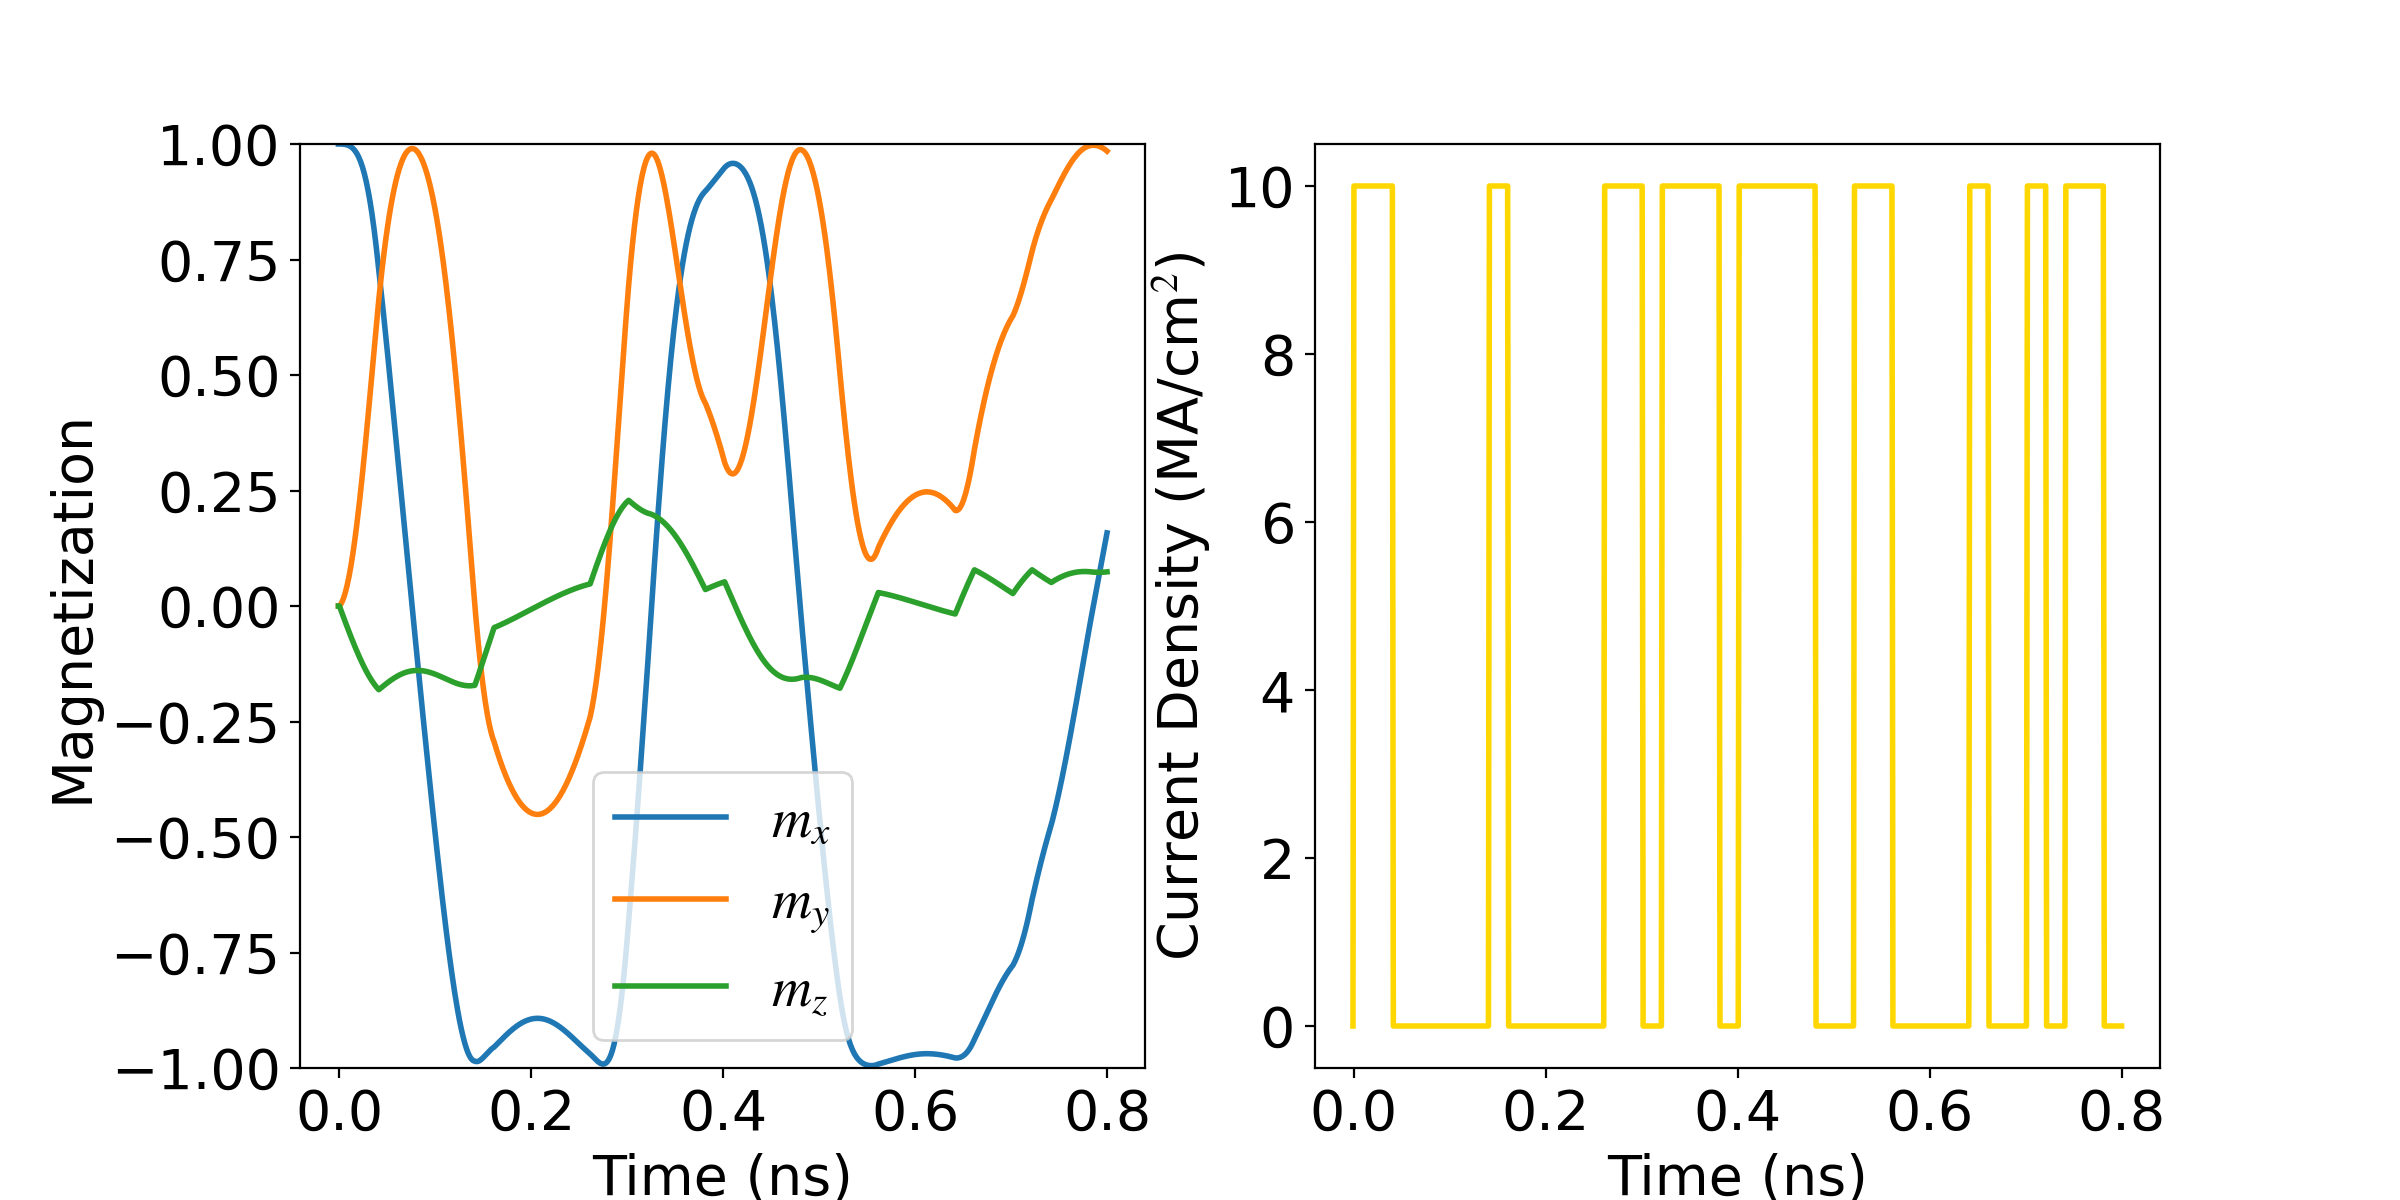 1.00
0.75
0.50
0.25
0.00
−0.25
−0.50
−0.75
−1.00
Magnetization
0.0 0.2 0.4 0.6 0.8
Time (ns)
m_x
m_y
m_z
10
8
6
4
2
0
Current Density (MA/cm²)
0.0 0.2 0.4 0.6 0.8
Time (ns)